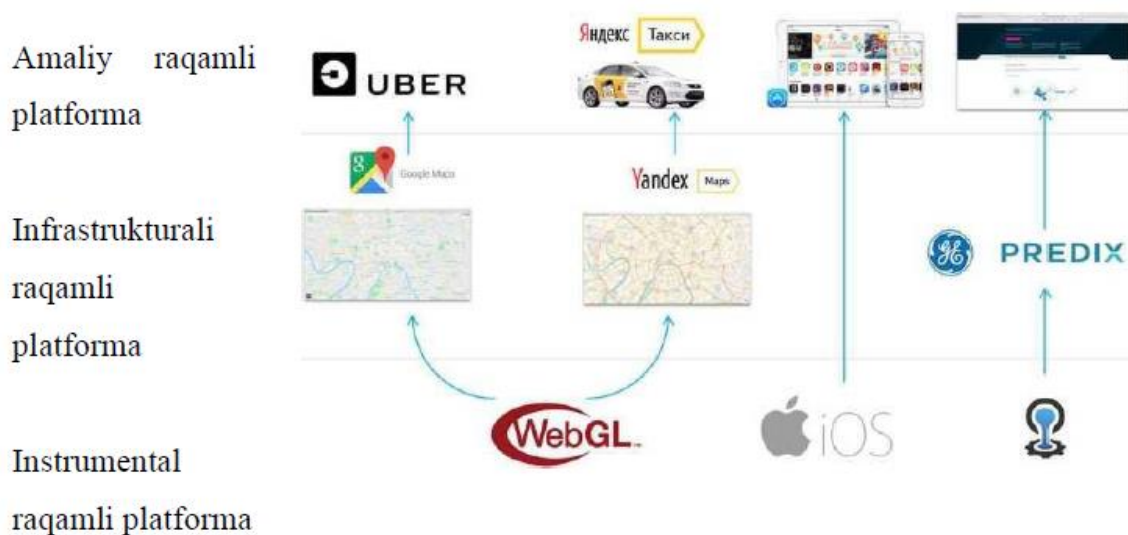 Amaliy raqamli
platforma
UBER
Яндекс Такси
g
Google Maps
Yandex Maps
Infrastrukturali
raqamli
platforma
GE PREDIX
WebGL
iOS
Instrumental
raqamli platforma